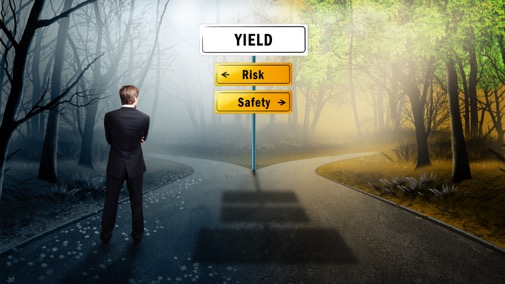 YIELD
← Risk
Safety →